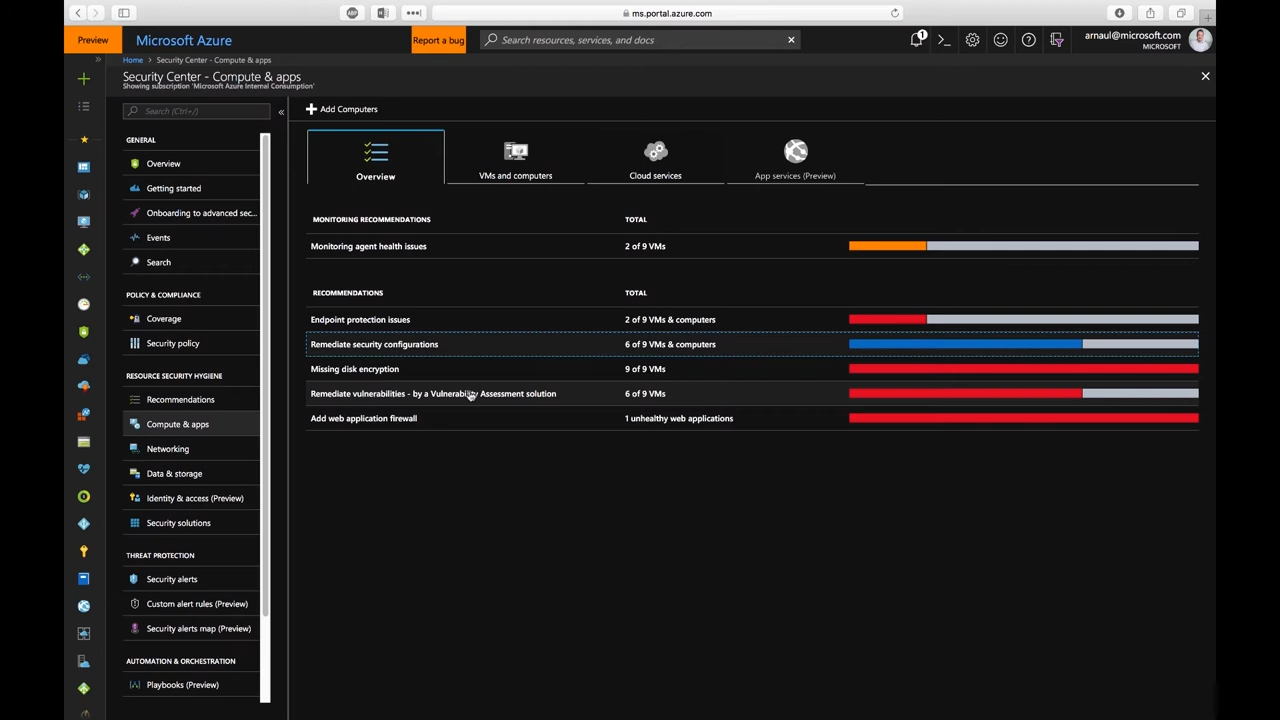 ms.portal.azure.com
Preview
Microsoft Azure
Report a bug
Search resources, services, and docs
1
arnaul@microsoft.com
MICROSOFT
Home > Security Center - Compute & apps
Security Center - Compute & apps
Showing subscription 'Microsoft Azure Internal Consumption'
Search (Ctrl+/)
GENERAL
Overview
Getting started
Onboarding to advanced sec...
Events
Search
POLICY & COMPLIANCE
Coverage
Security policy
RESOURCE SECURITY HYGIENE
Recommendations
Compute & apps
Networking
Data & storage
Identity & access (Preview)
Security solutions
THREAT PROTECTION
Security alerts
Custom alert rules (Preview)
Security alerts map (Preview)
AUTOMATION & ORCHESTRATION
Playbooks (Preview)
Add Computers
Overview
VMs and computers
Cloud services
App services (Preview)
MONITORING RECOMMENDATIONS TOTAL
Monitoring agent health issues 2 of 9 VMs
RECOMMENDATIONS TOTAL
Endpoint protection issues 2 of 9 VMs & computers
Remediate security configurations 6 of 9 VMs & computers
Missing disk encryption 9 of 9 VMs
Remediate vulnerabilities - by a Vulnerability Assessment solution 6 of 9 VMs
Add web application firewall 1 unhealthy web applications